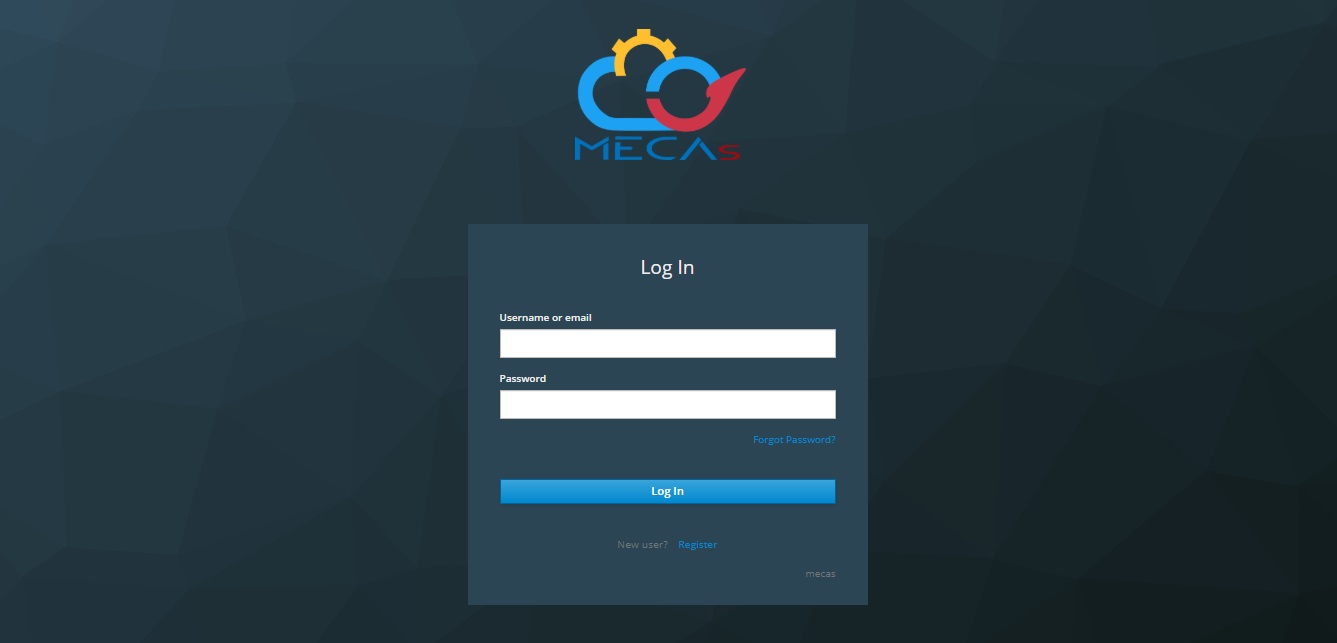 MECAs
Log In
Username or email
Password
Forgot Password?
Log In
New user? Register
mecas